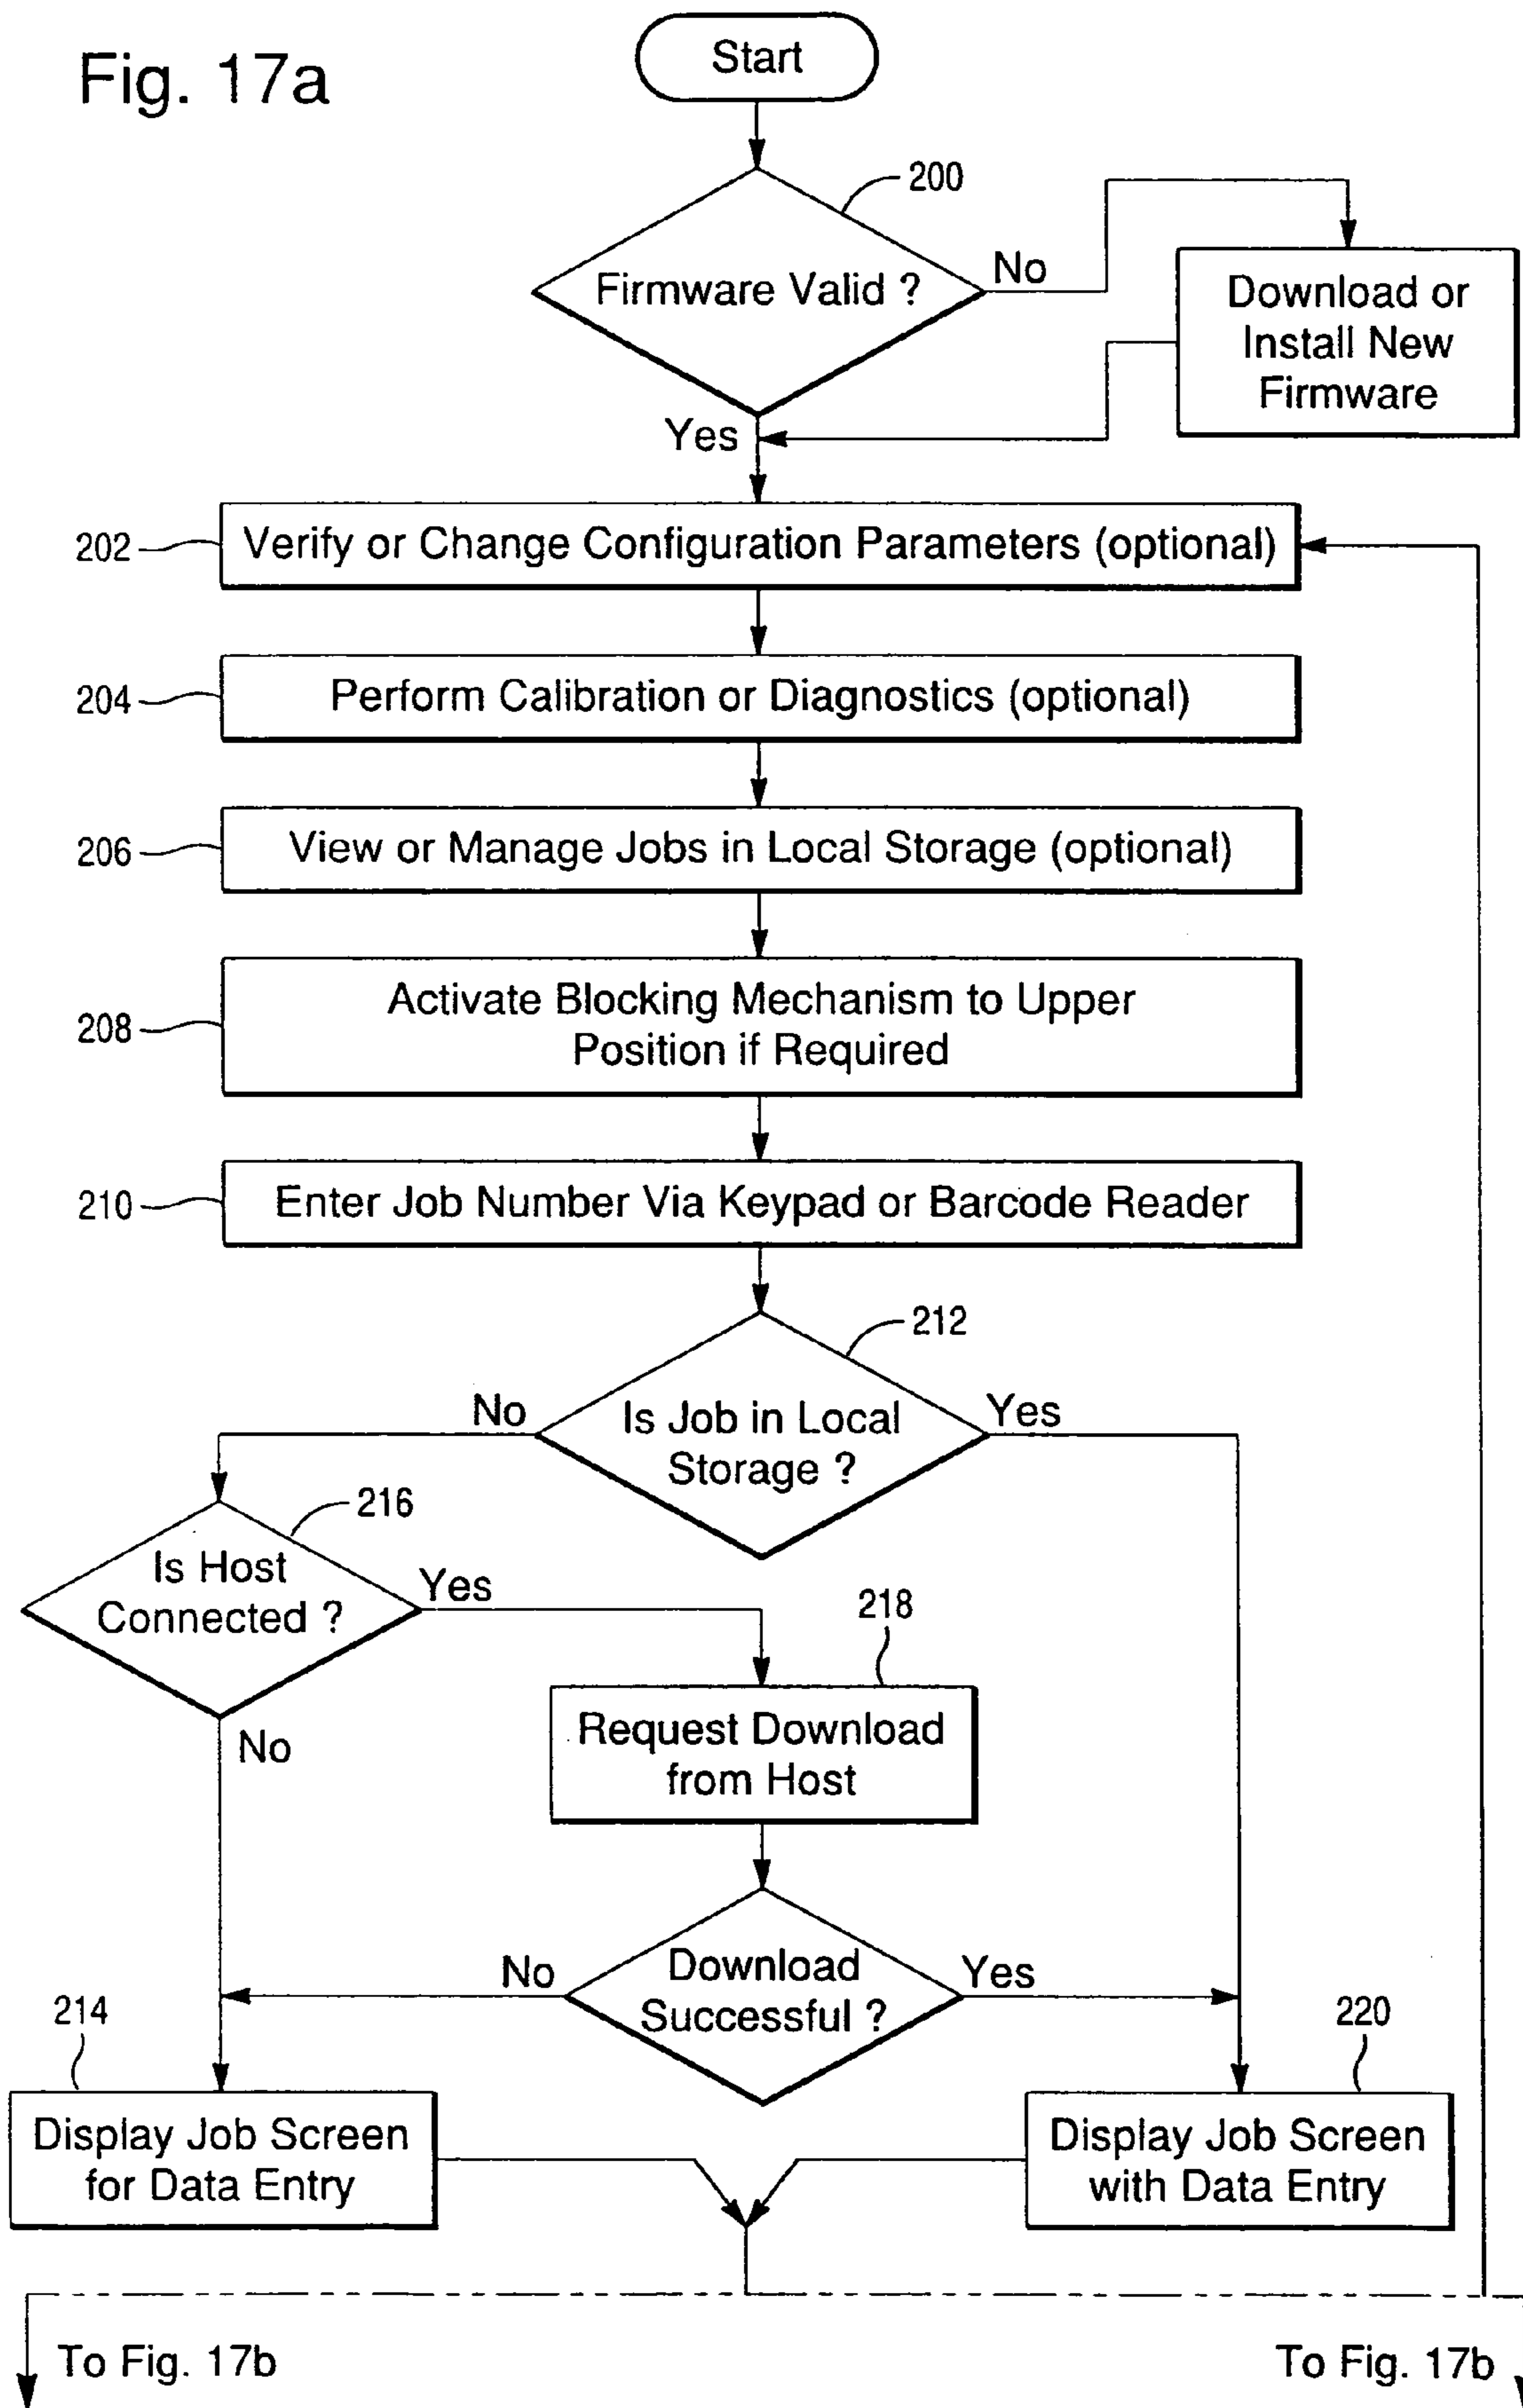 Fig. 17a
Start
200
Firmware Valid ?
No
Download or
Install New
Firmware
Yes
202
Verify or Change Configuration Parameters (optional)
204
Perform Calibration or Diagnostics (optional)
206
View or Manage Jobs in Local Storage (optional)
208
Activate Blocking Mechanism to Upper
Position if Required
210
Enter Job Number Via Keypad or Barcode Reader
212
No
Is Job in Local
Storage ?
Yes
216
Is Host
Connected ?
Yes
218
Request Download
from Host
No
No
Download
Successful ?
Yes
214
220
Display Job Screen
for Data Entry
Display Job Screen
with Data Entry
To Fig. 17b
To Fig. 17b